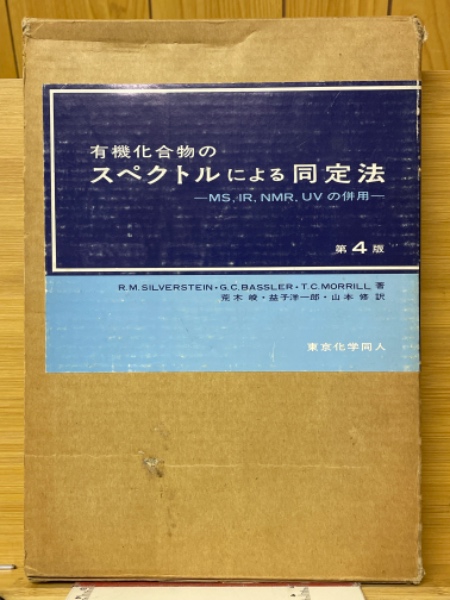 有機化合物の
スペクトルによる同定法
—MS, IR, NMR, UV の併用—
第4版
R.M.SILVERSTEIN・G.C.BASSLER・T.C.MORRILL 著
荒木 峻・益子洋一郎・山本 修 訳
東京化学同人